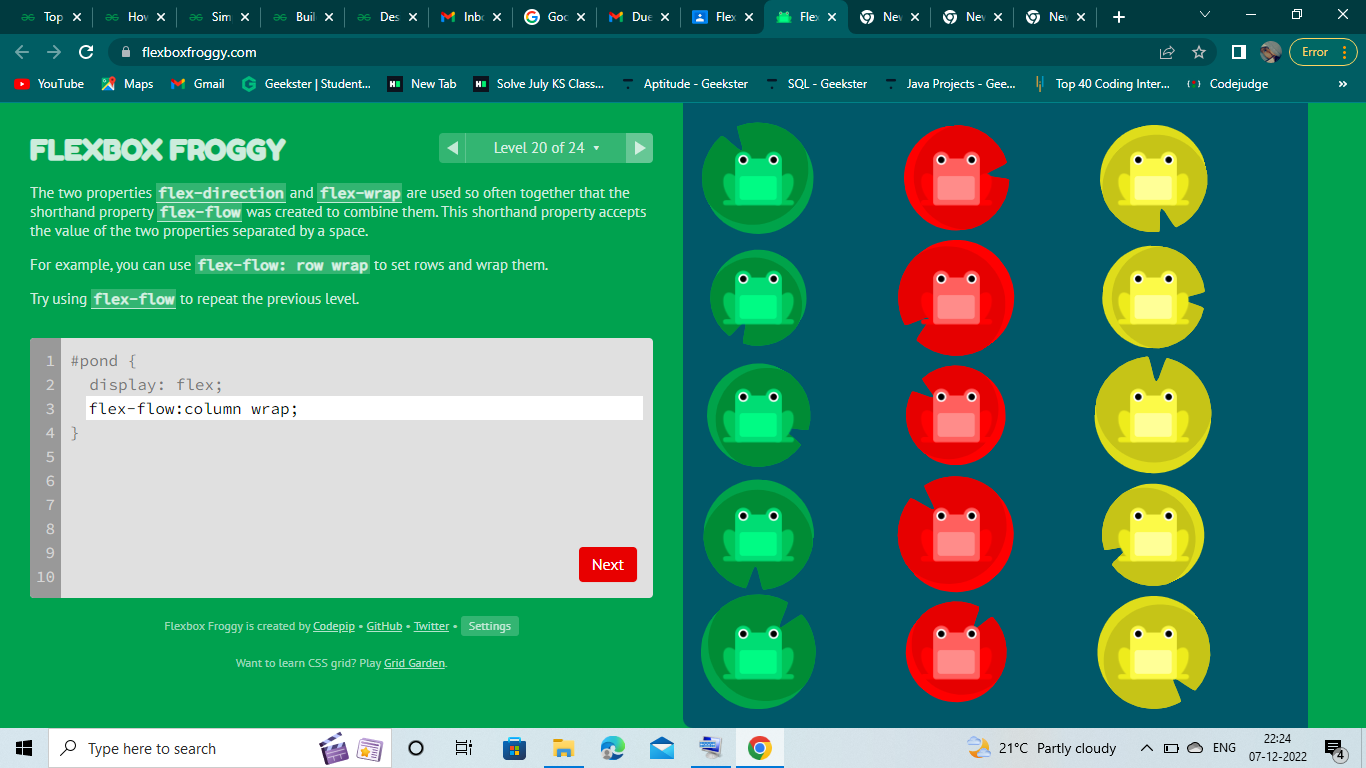 Top
How
Sim
Buil
Des
Inbo
Goo
Due
Flex
Flex
New
New
New
flexboxfroggy.com
Error
YouTube
Maps
Gmail
Geekster | Student...
New Tab
Solve July KS Class...
Aptitude - Geekster
SQL - Geekster
Java Projects - Gee...
Top 40 Coding Inter...
Codejudge
»
FLEXBOX FROGGY
Level 20 of 24
The two properties flex-direction and flex-wrap are used so often together that the
shorthand property flex-flow was created to combine them. This shorthand property accepts
the value of the two properties separated by a space.
For example, you can use flex-flow: row wrap to set rows and wrap them.
Try using flex-flow to repeat the previous level.
1 #pond {
2 display: flex;
3 flex-flow:column wrap;
4 }
5
6
7
8
9
10
Next
Flexbox Froggy is created by Codepip • GitHub • Twitter • Settings
Want to learn CSS grid? Play Grid Garden.
Type here to search
21°C Partly cloudy
ENG
22:24
07-12-2022
4